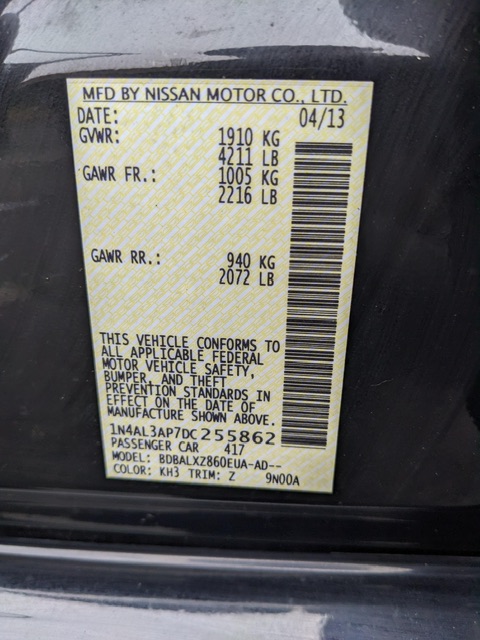 MFD BY NISSAN MOTOR CO., LTD.
DATE: 04/13
GVWR: 1910 KG
4211 LB
GAWR FR.: 1005 KG
2216 LB
GAWR RR.: 940 KG
2072 LB
THIS VEHICLE CONFORMS TO
ALL APPLICABLE FEDERAL
MOTOR VEHICLE SAFETY,
BUMPER, AND THEFT
PREVENTION STANDARDS IN
EFFECT ON THE DATE OF
MANUFACTURE SHOWN ABOVE.
1N4AL3AP7DC255862
PASSENGER CAR 417
MODEL: BDBALXZ860EUA-AD--
COLOR: KH3 TRIM: Z 9N00A